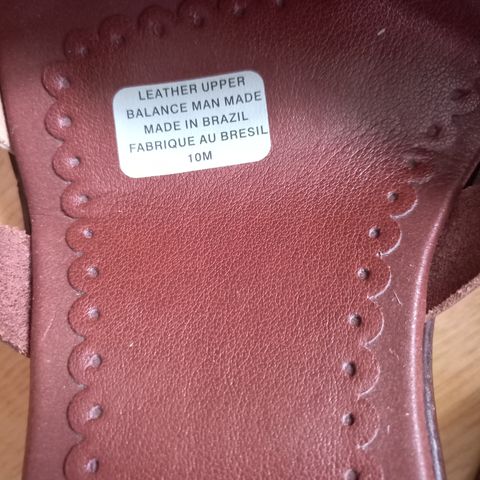 LEATHER UPPER
BALANCE MAN MADE
MADE IN BRAZIL
FABRIQUE AU BRESIL
10M